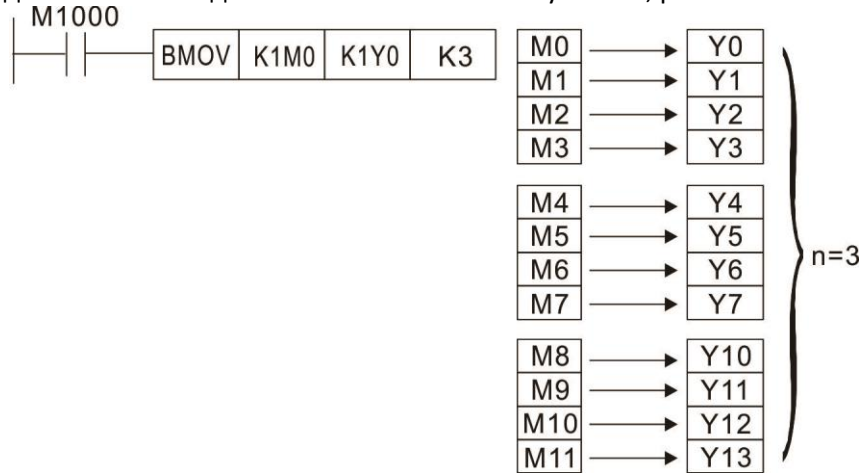 M1000
BMOV K1M0 K1Y0 K3
M0 Y0
M1 Y1
M2 Y2
M3 Y3
M4 Y4
M5 Y5
M6 Y6
M7 Y7
n=3
M8 Y10
M9 Y11
M10 Y12
M11 Y13